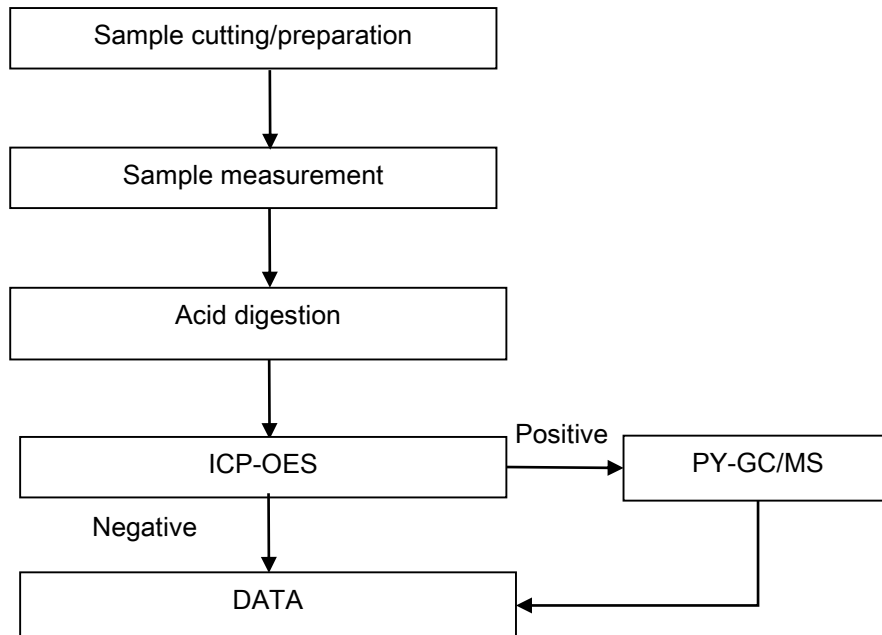 Sample cutting/preparation
Sample measurement
Acid digestion
ICP-OES
Positive
PY-GC/MS
Negative
DATA